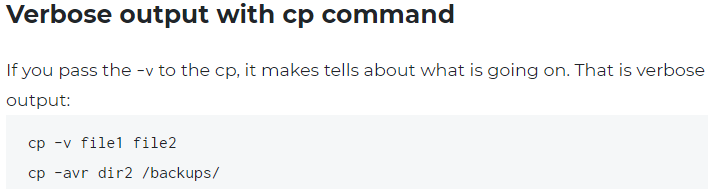 Verbose output with cp command
If you pass the -v to the cp, it makes tells about what is going on. That is verbose
output:
cp -v file1 file2
cp -avr dir2 /backups/